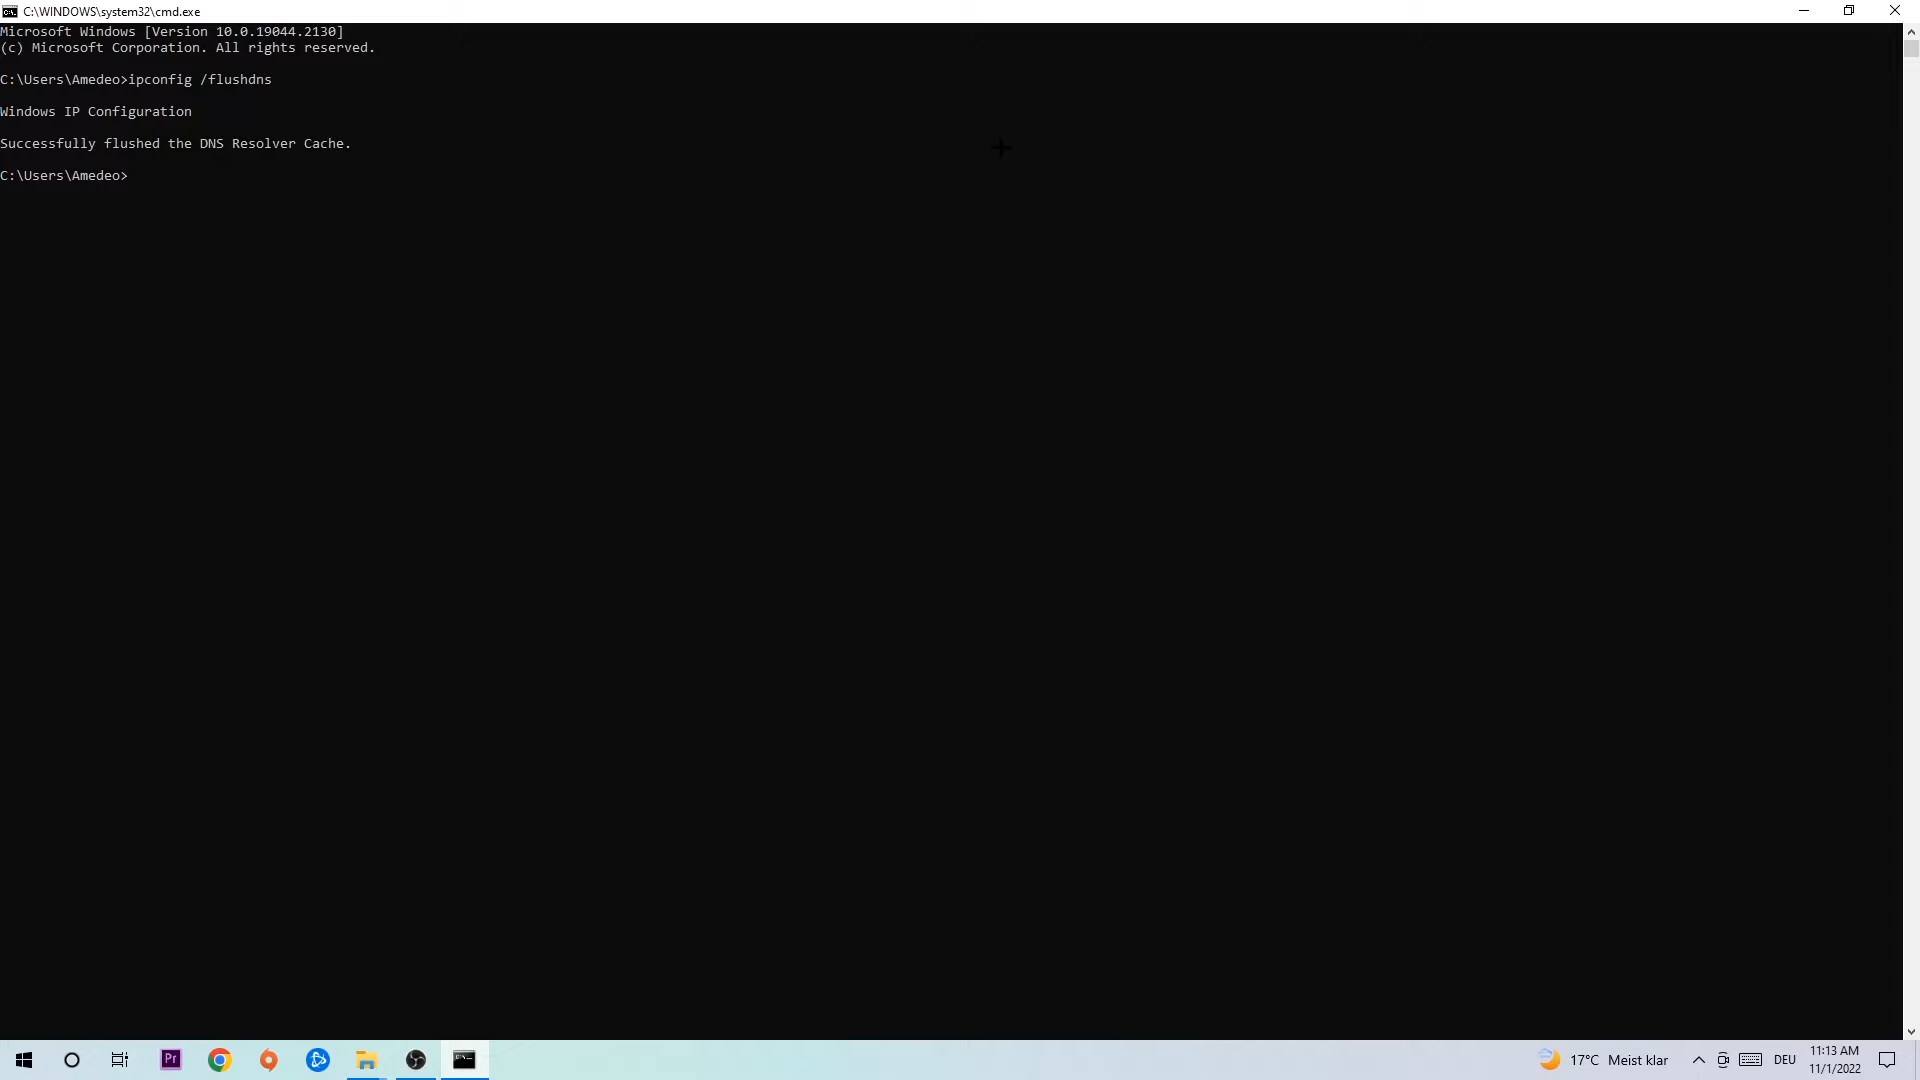 C:\WINDOWS\system32\cmd.exe
Microsoft Windows [Version 10.0.19044.2130]
(c) Microsoft Corporation. All rights reserved.
C:\Users\Amedeo>ipconfig /flushdns
Windows IP Configuration
Successfully flushed the DNS Resolver Cache.
C:\Users\Amedeo>
Pr
17°C Meist klar
DEU
11:13 AM
11/1/2022